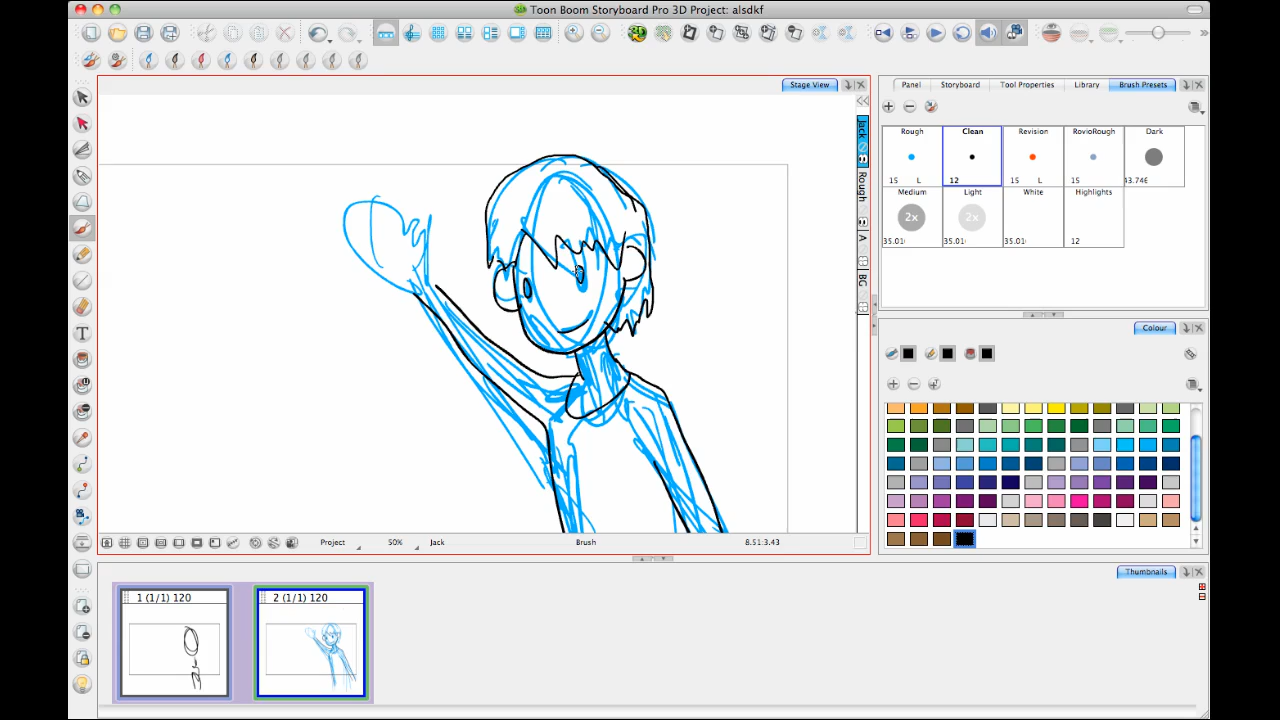 Toon Boom Storyboard Pro 3D Project: alsdkf
Stage View
Panel Storyboard Tool Properties Library Brush Presets
Rough Clean Revision RovioRough Dark
15 L 12 15 L 15 43.74€
Medium Light White Highlights
2x 2x
35.01 35.01 35.01 12
Jack
Rough
A
BG
Colour
T
Project 50% Jack Brush 8.51:3.43
Thumbnails
1 (1/1) 120
2 (1/1) 120